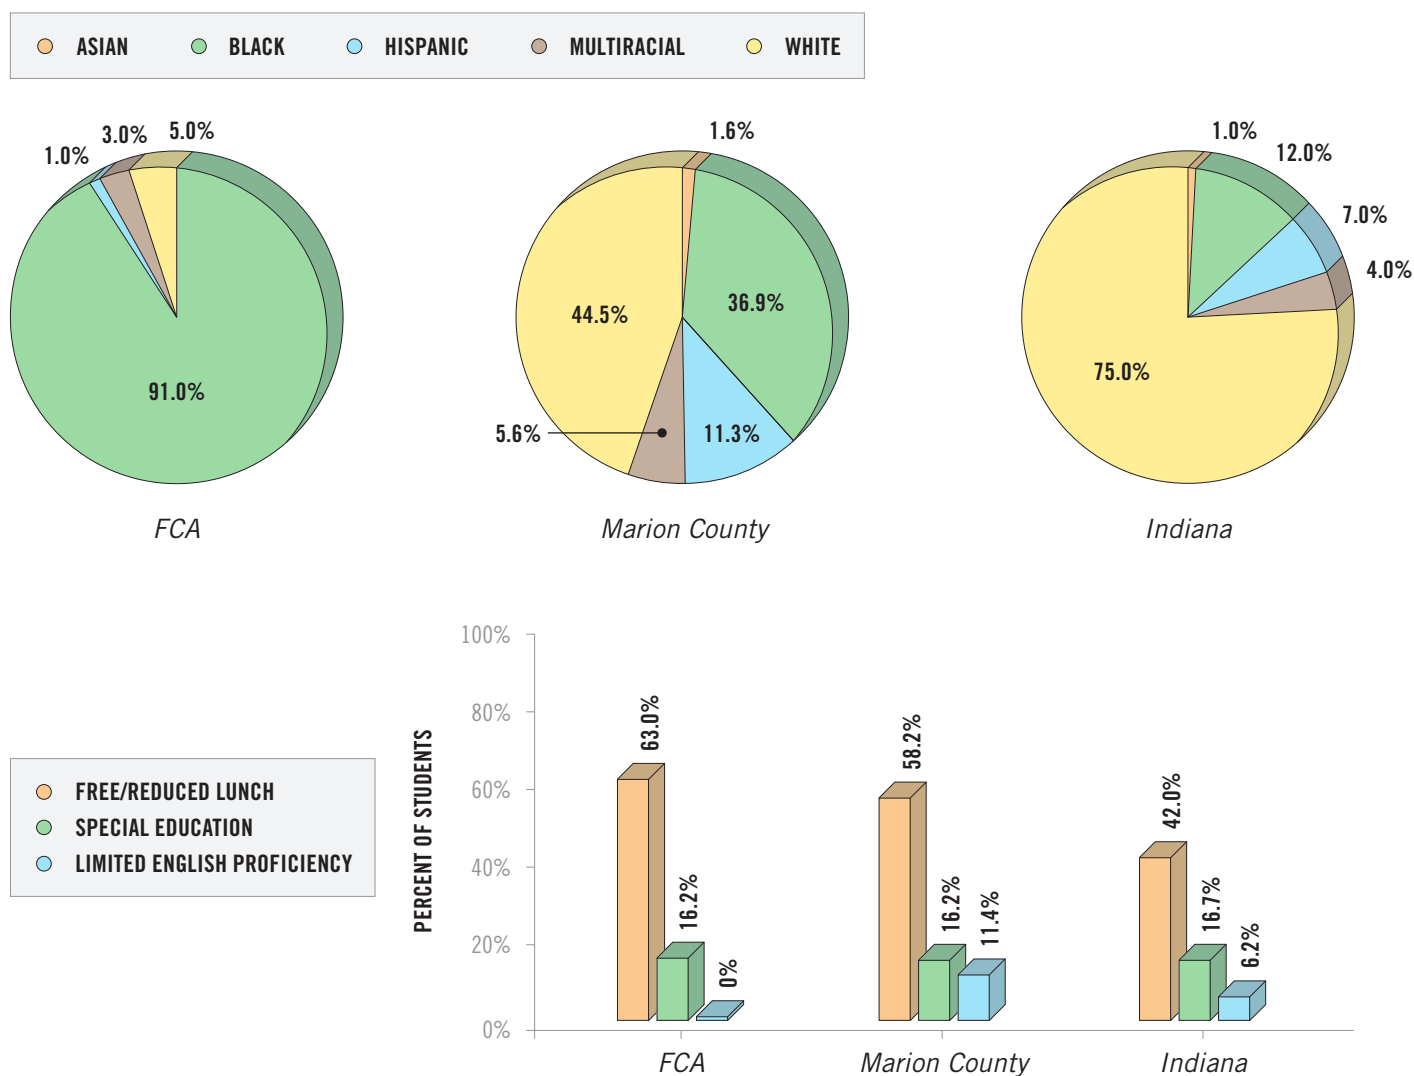 ASIAN BLACK HISPANIC MULTIRACIAL WHITE
1.0% 3.0% 5.0%
91.0%
FCA
1.6%
44.5% 36.9%
5.6% 11.3%
Marion County
1.0%
12.0%
7.0%
4.0%
75.0%
Indiana
FREE/REDUCED LUNCH
SPECIAL EDUCATION
LIMITED ENGLISH PROFICIENCY
PERCENT OF STUDENTS
100%
80%
60%
40%
20%
0%
63.0% 16.2% 0%
58.2% 16.2% 11.4%
42.0% 16.7% 6.2%
FCA Marion County Indiana